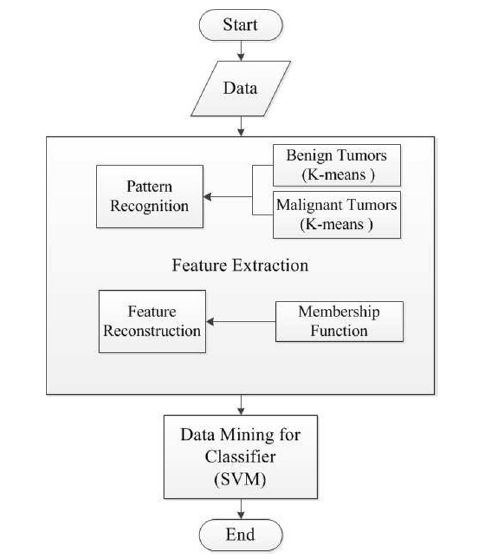 Start
Data
Benign Tumors
(K-means )
Pattern
Recognition
Malignant Tumors
(K-means )
Feature Extraction
Feature
Reconstruction
Membership
Function
Data Mining for
Classifier
(SVM)
End